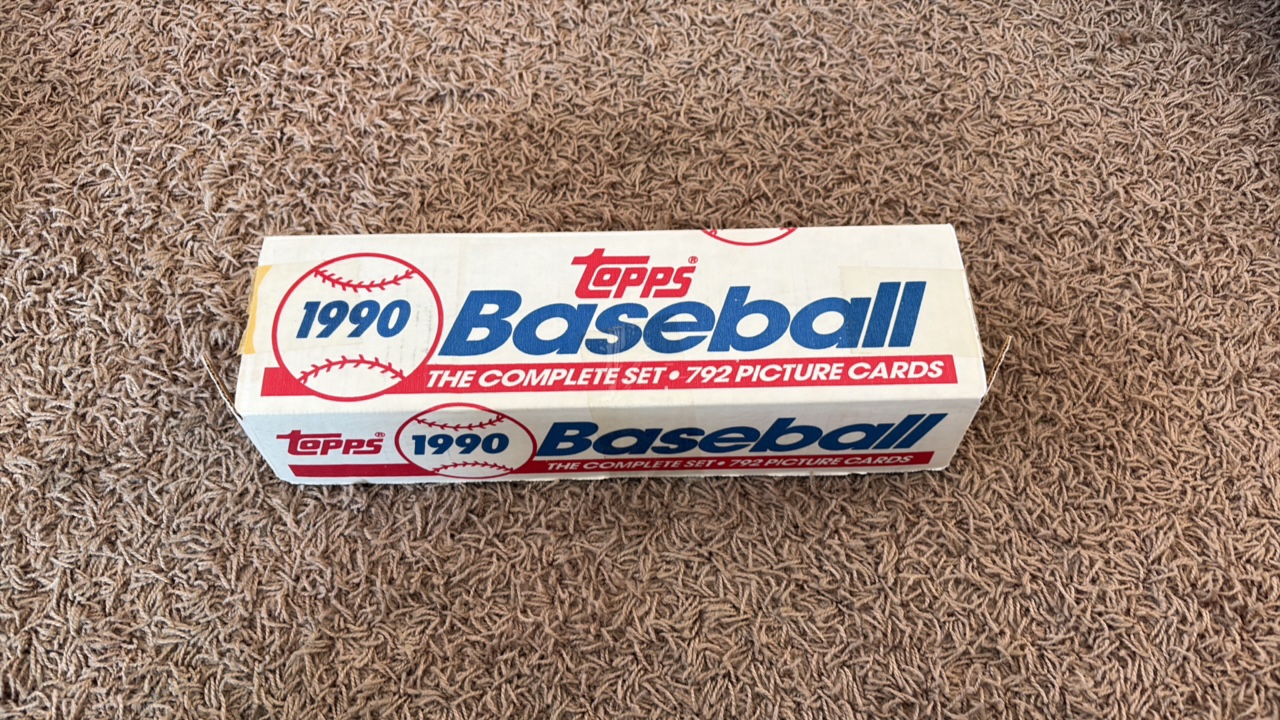 Topps®
1990 Baseball
THE COMPLETE SET • 792 PICTURE CARDS
Topps® 1990 Baseball
THE COMPLETE SET • 792 PICTURE CARDS